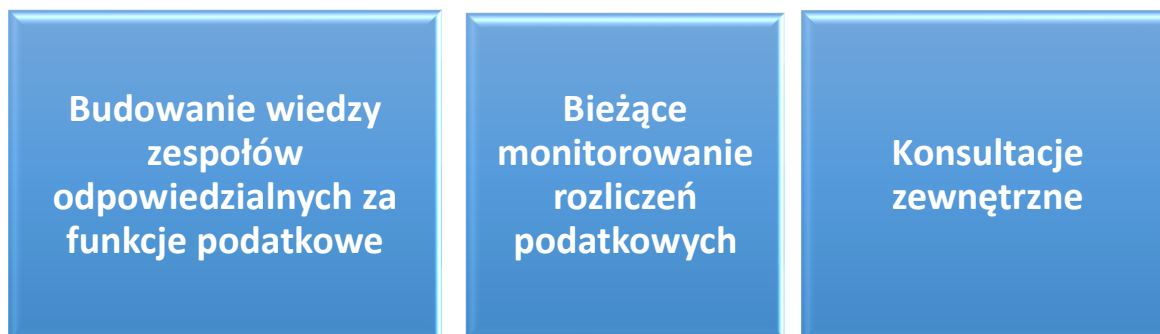 Budowanie wiedzy
zespołów
odpowiedzialnych za
funkcje podatkowe
Bieżące
monitorowanie
rozliczeń
podatkowych
Konsultacje
zewnętrzne